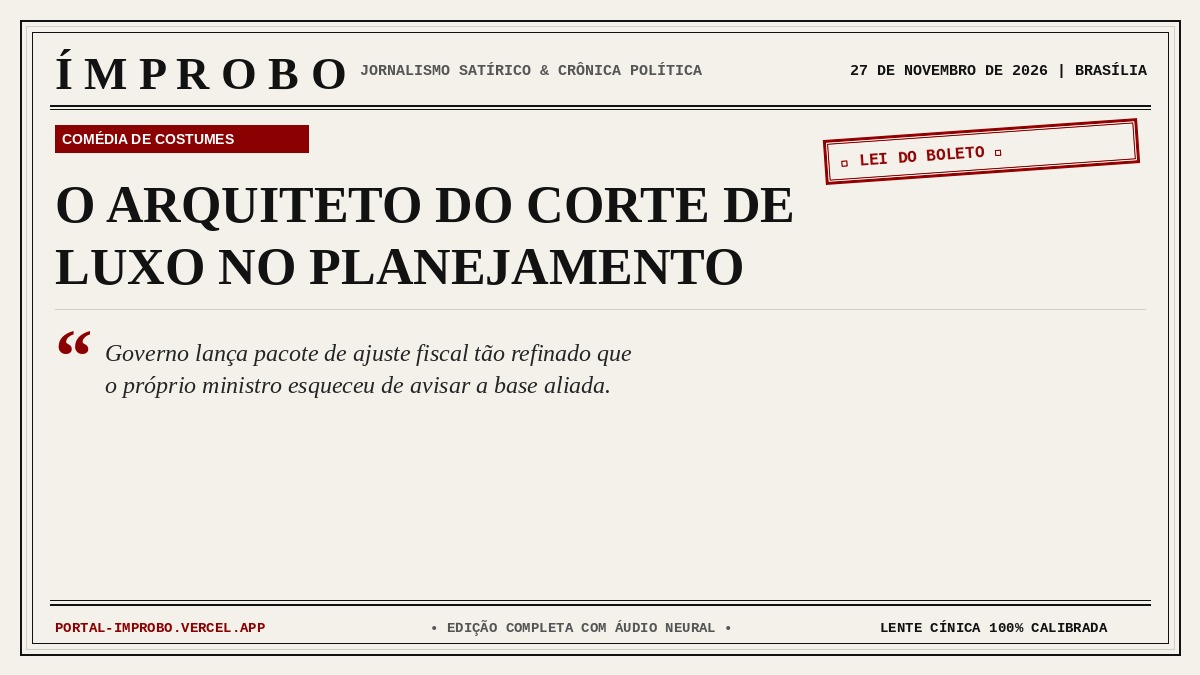 ÍMPROBO
JORNALISMO SATÍRICO & CRÔNICA POLÍTICA
27 DE NOVEMBRO DE 2026 | BRASÍLIA
COMÉDIA DE COSTUMES
LEI DO BOLETO
O ARQUITETO DO CORTE DE
LUXO NO PLANEJAMENTO
“ Governo lança pacote de ajuste fiscal tão refinado que
o próprio ministro esqueceu de avisar a base aliada.
PORTAL-IMPROBO.VERCEL.APP
• EDIÇÃO COMPLETA COM ÁUDIO NEURAL •
LENTE CÍNICA 100% CALIBRADA